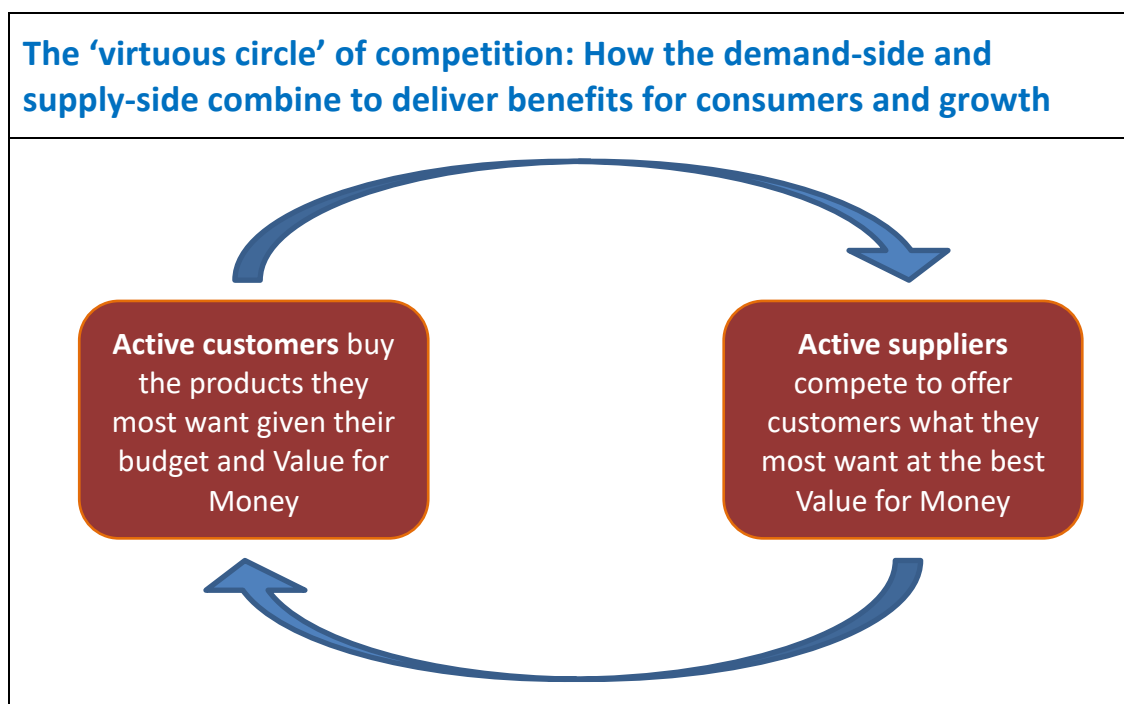 The ‘virtuous circle’ of competition: How the demand-side and
supply-side combine to deliver benefits for consumers and growth
Active customers buy
the products they
most want given their
budget and Value for
Money
Active suppliers
compete to offer
customers what they
most want at the best
Value for Money